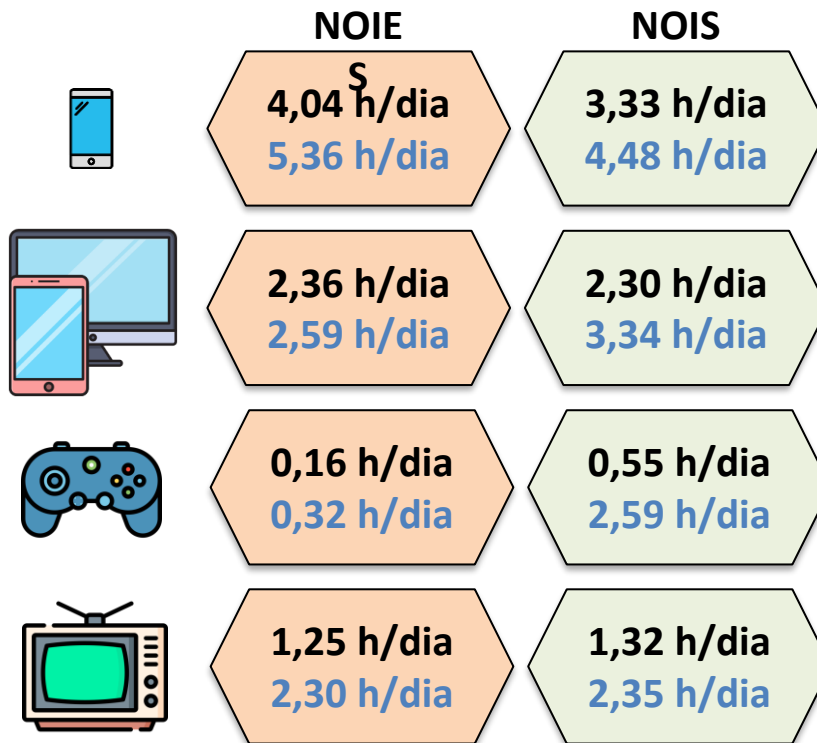 NOIES
NOIS
4,04 h/dia
5,36 h/dia
3,33 h/dia
4,48 h/dia
2,36 h/dia
2,59 h/dia
2,30 h/dia
3,34 h/dia
0,16 h/dia
0,32 h/dia
0,55 h/dia
2,59 h/dia
1,25 h/dia
2,30 h/dia
1,32 h/dia
2,35 h/dia